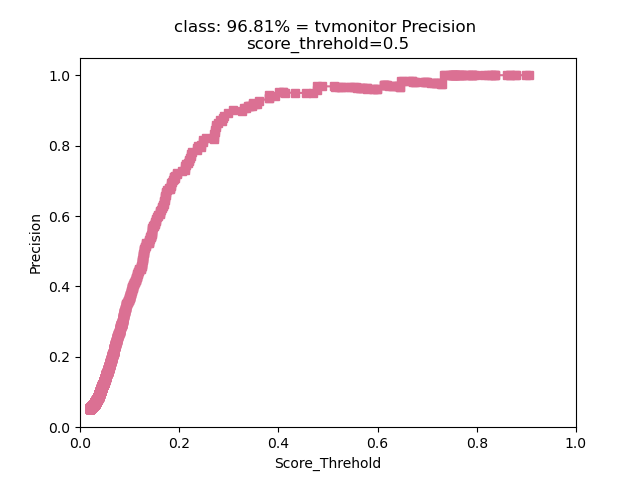 class: 96.81% = tvmonitor Precision
score_threhold=0.5
1.0
0.8
0.6
0.4
0.2
0.0
Precision
0.0 0.2 0.4 0.6 0.8 1.0
Score_Threhold